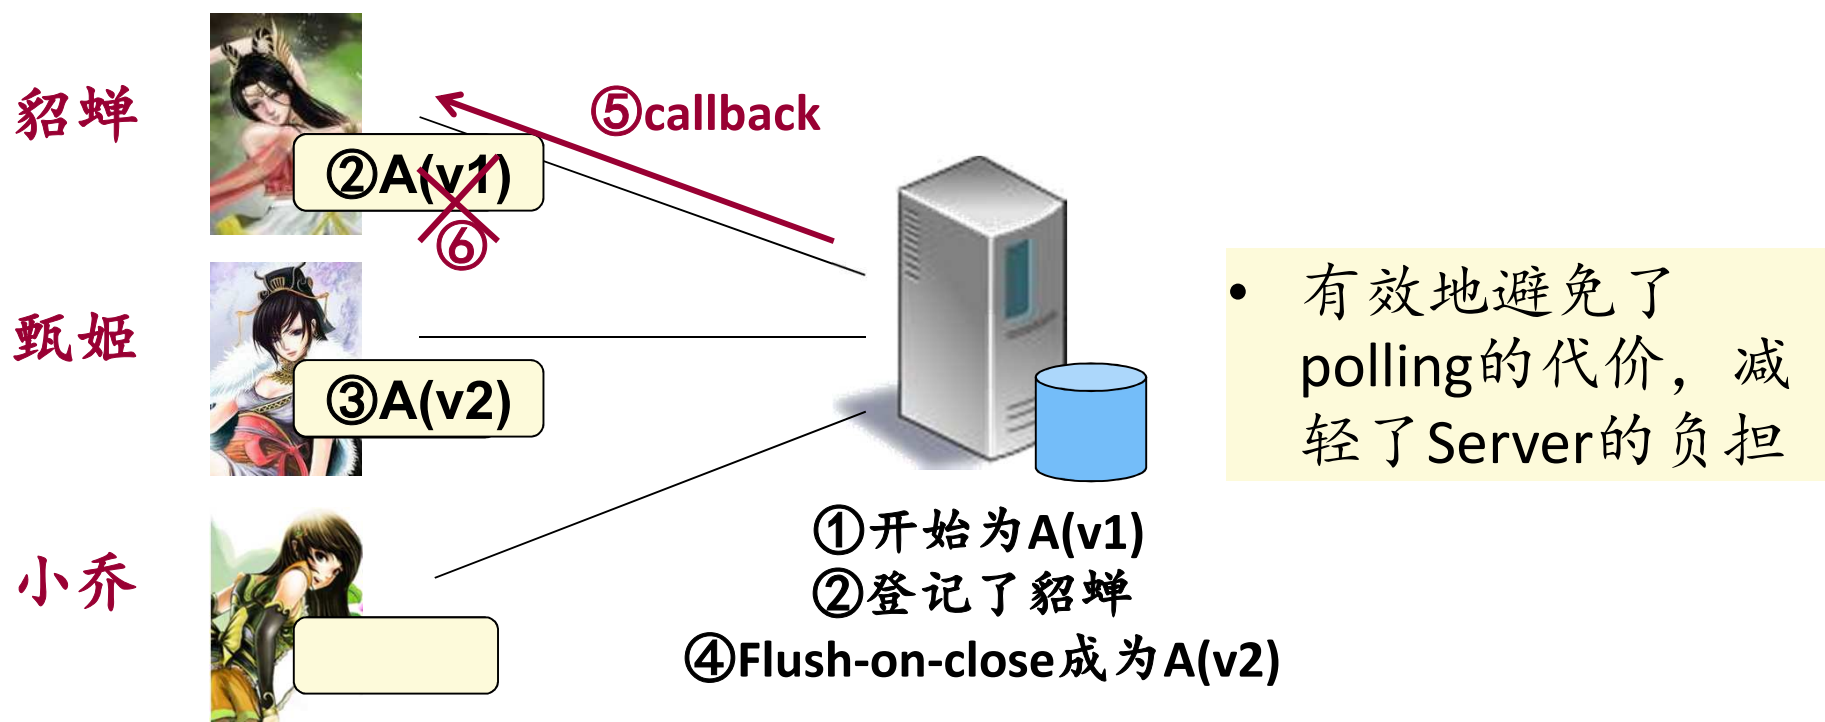 貂蝉
⑤callback
②A(v1)
⑥
甄姬
③A(v2)
小乔
①开始为A(v1)
②登记了貂蝉
④Flush-on-close成为A(v2)
• 有效地避免了
polling的代价，减
轻了Server的负担